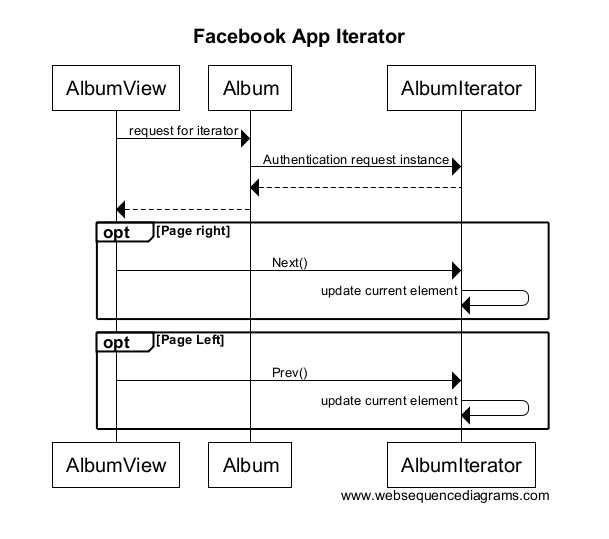 Facebook App Iterator
AlbumView
Album
AlbumIterator
request for iterator
Authentication request instance
opt
[Page right]
Next()
update current element
opt
[Page Left]
Prev()
update current element
AlbumView
Album
AlbumIterator
www.websequencediagrams.com